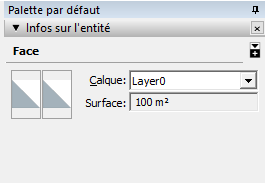 Palette par défaut
Infos sur l'entité
Face
Calque: Layer0
Surface: 100 m²